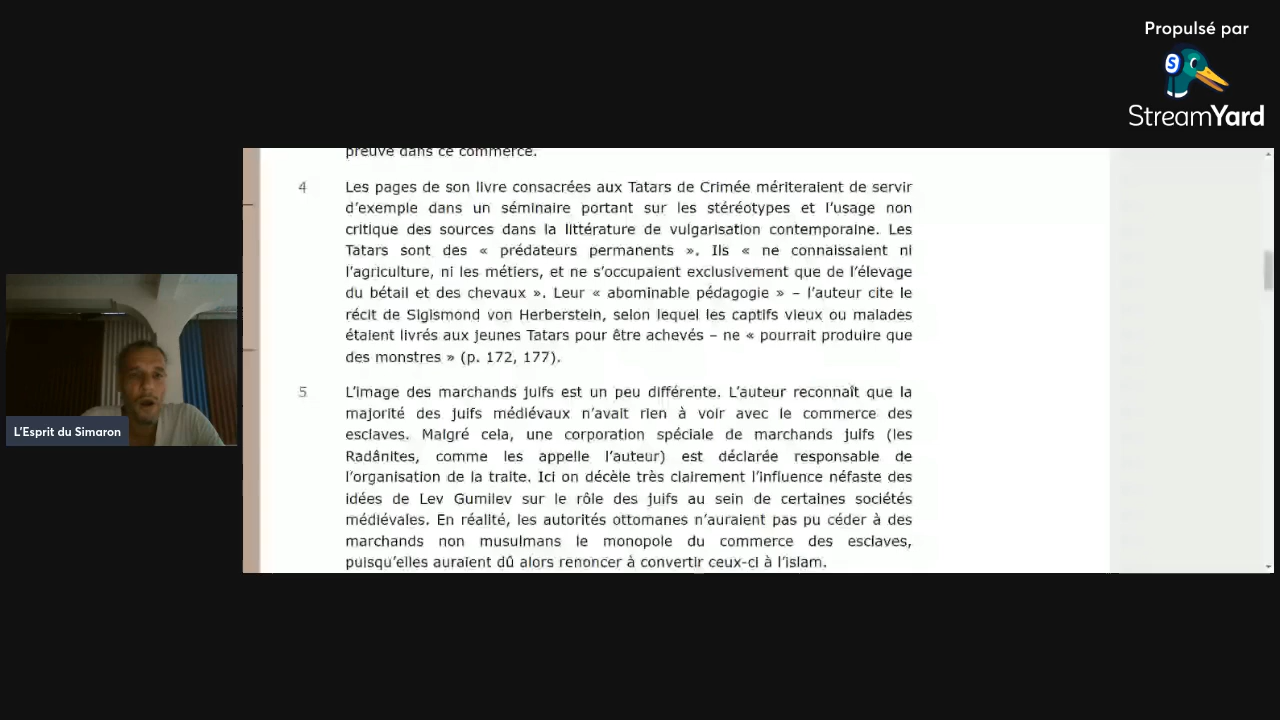 Propulsé par
S
StreamYard
preuve dans ce commerce.
4
Les pages de son livre consacrées aux Tatars de Crimée mériteraient de servir
d'exemple dans un séminaire portant sur les stéréotypes et l'usage non
critique des sources dans la littérature de vulgarisation contemporaine. Les
Tatars sont des « prédateurs permanents ». Ils « ne connaissaient ni
l'agriculture, ni les métiers, et ne s'occupaient exclusivement que de l'élevage
du bétail et des chevaux ». Leur « abominable pédagogie » – l'auteur cite le
récit de Sigismond von Herberstein, selon lequel les captifs vieux ou malades
étaient livrés aux jeunes Tatars pour être achevés – ne « pourrait produire que
des monstres » (p. 172, 177).
5
L'image des marchands juifs est un peu différente. L'auteur reconnaît que la
majorité des juifs médiévaux n'avait rien à voir avec le commerce des
esclaves. Malgré cela, une corporation spéciale de marchands juifs (les
Radânites, comme les appelle l'auteur) est déclarée responsable de
l'organisation de la traite. Ici on décèle très clairement l'influence néfaste des
idées de Lev Gumilev sur le rôle des juifs au sein de certaines sociétés
médiévales. En réalité, les autorités ottomanes n'auraient pas pu céder à des
marchands non musulmans le monopole du commerce des esclaves,
puisqu'elles auraient dû alors renoncer à convertir ceux-ci à l'islam.
L'Esprit du Simaron